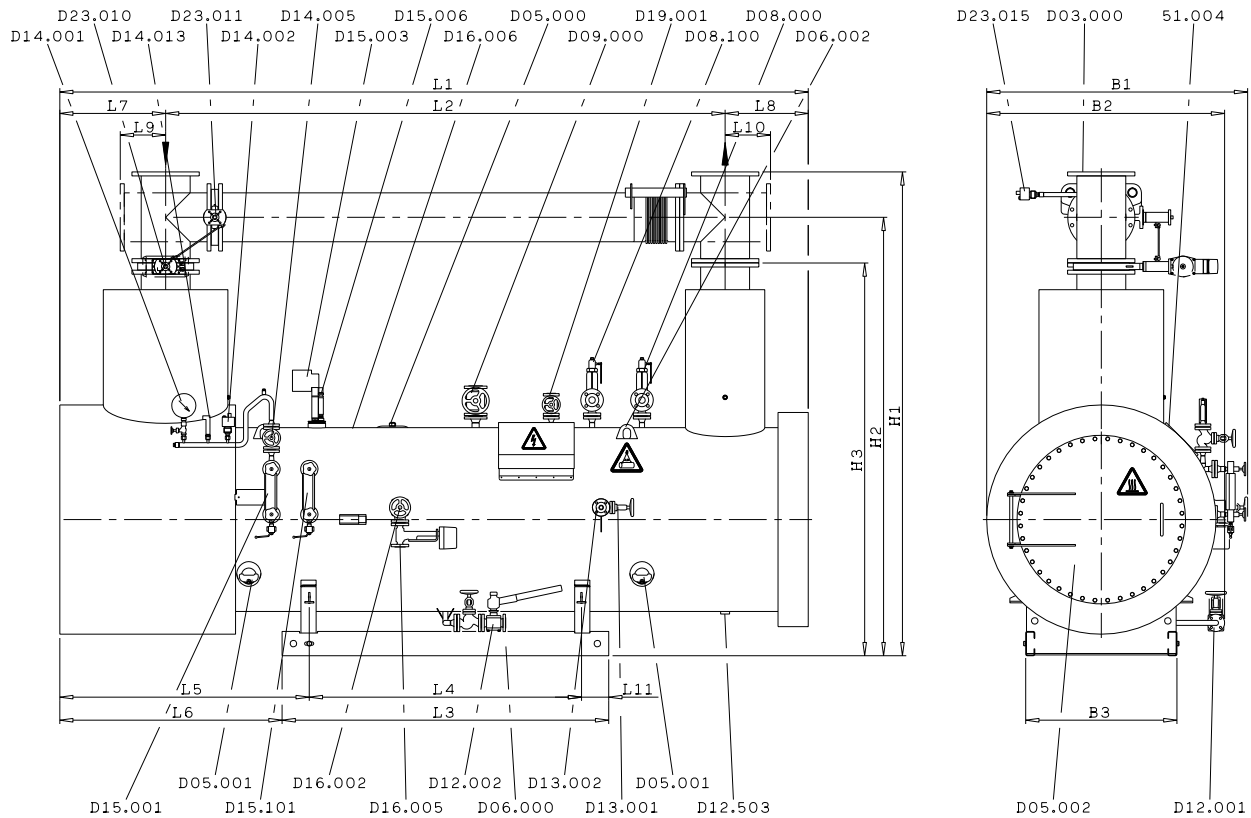 D23.010 D23.011 D14.005 D15.006 D05.000 D19.001 D08.000 D23.015 D03.000 51.004
D14.001 D14.013 D14.002 D15.003 D16.006 D09.000 D08.100 D06.002
L1
B1
L7 L2 L8
B2
L9 L10
H1
H2
H3
L5 L4 L11
L6 L3
B3
D05.001 D16.002 D12.002 D13.002 D05.001
D15.001 D15.101 D16.005 D06.000 D13.001 D12.503 D05.002 D12.001